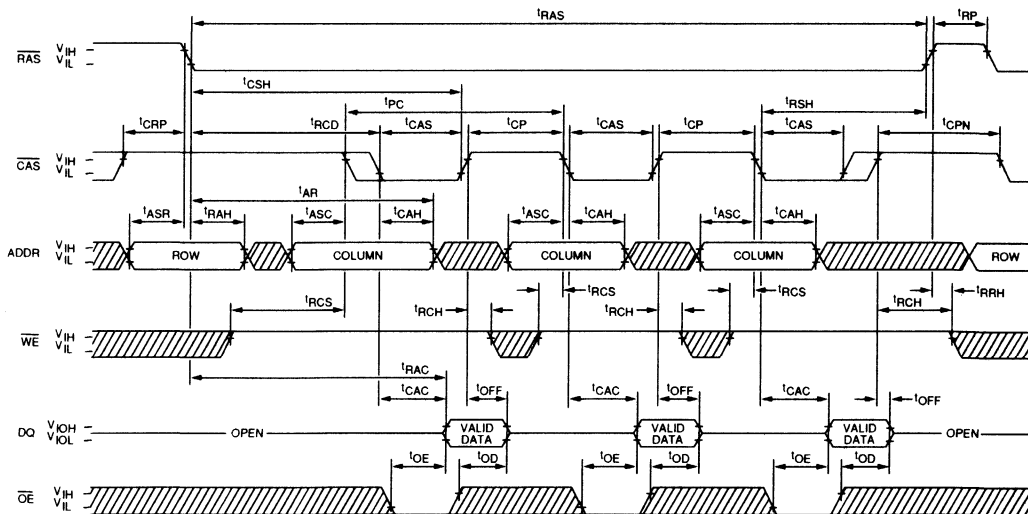 tRAS tRP
RAS VIH
VIL
tCSH
tPC tRSH
tCRP tRCD tCAS tCP tCAS tCP tCAS tCPN
CAS VIH
VIL
tAR
tASR tRAH tASC tCAH tASC tCAH tASC tCAH
ADDR VIH
VIL
ROW COLUMN COLUMN COLUMN ROW
tRCS tRCH tRCS tRCH tRCS tRCH tRRH
WE VIH
VIL
tRAC
tCAC tOFF tCAC tOFF tCAC tOFF
DQ VIOH
VIOL
OPEN VALID DATA VALID DATA VALID DATA OPEN
tOE tOD tOE tOD tOE tOD
OE VIH
VIL